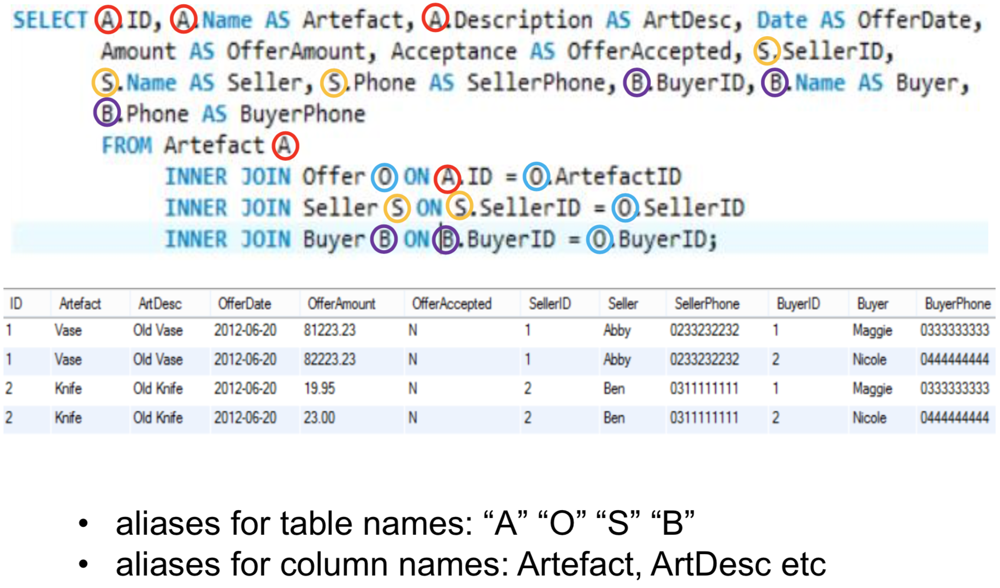 SELECT A.ID, A.Name AS Artefact, A.Description AS ArtDesc, Date AS OfferDate,
Amount AS OfferAmount, Acceptance AS OfferAccepted, S.SellerID,
S.Name AS Seller, S.Phone AS SellerPhone, B.BuyerID, B.Name AS Buyer,
B.Phone AS BuyerPhone
FROM Artefact A
INNER JOIN Offer O ON A.ID = O.ArtefactID
INNER JOIN Seller S ON S.SellerID = O.SellerID
INNER JOIN Buyer B ON B.BuyerID = O.BuyerID;
ID Artefact ArtDesc OfferDate OfferAmount OfferAccepted SellerID Seller SellerPhone BuyerID Buyer BuyerPhone
1 Vase Old Vase 2012-06-20 81223.23 N 1 Abby 0233232232 1 Maggie 0333333333
1 Vase Old Vase 2012-06-20 82223.23 N 1 Abby 0233232232 2 Nicole 0444444444
2 Knife Old Knife 2012-06-20 19.95 N 2 Ben 0311111111 1 Maggie 0333333333
2 Knife Old Knife 2012-06-20 23.00 N 2 Ben 0311111111 2 Nicole 0444444444
• aliases for table names: “A” “O” “S” “B”
• aliases for column names: Artefact, ArtDesc etc